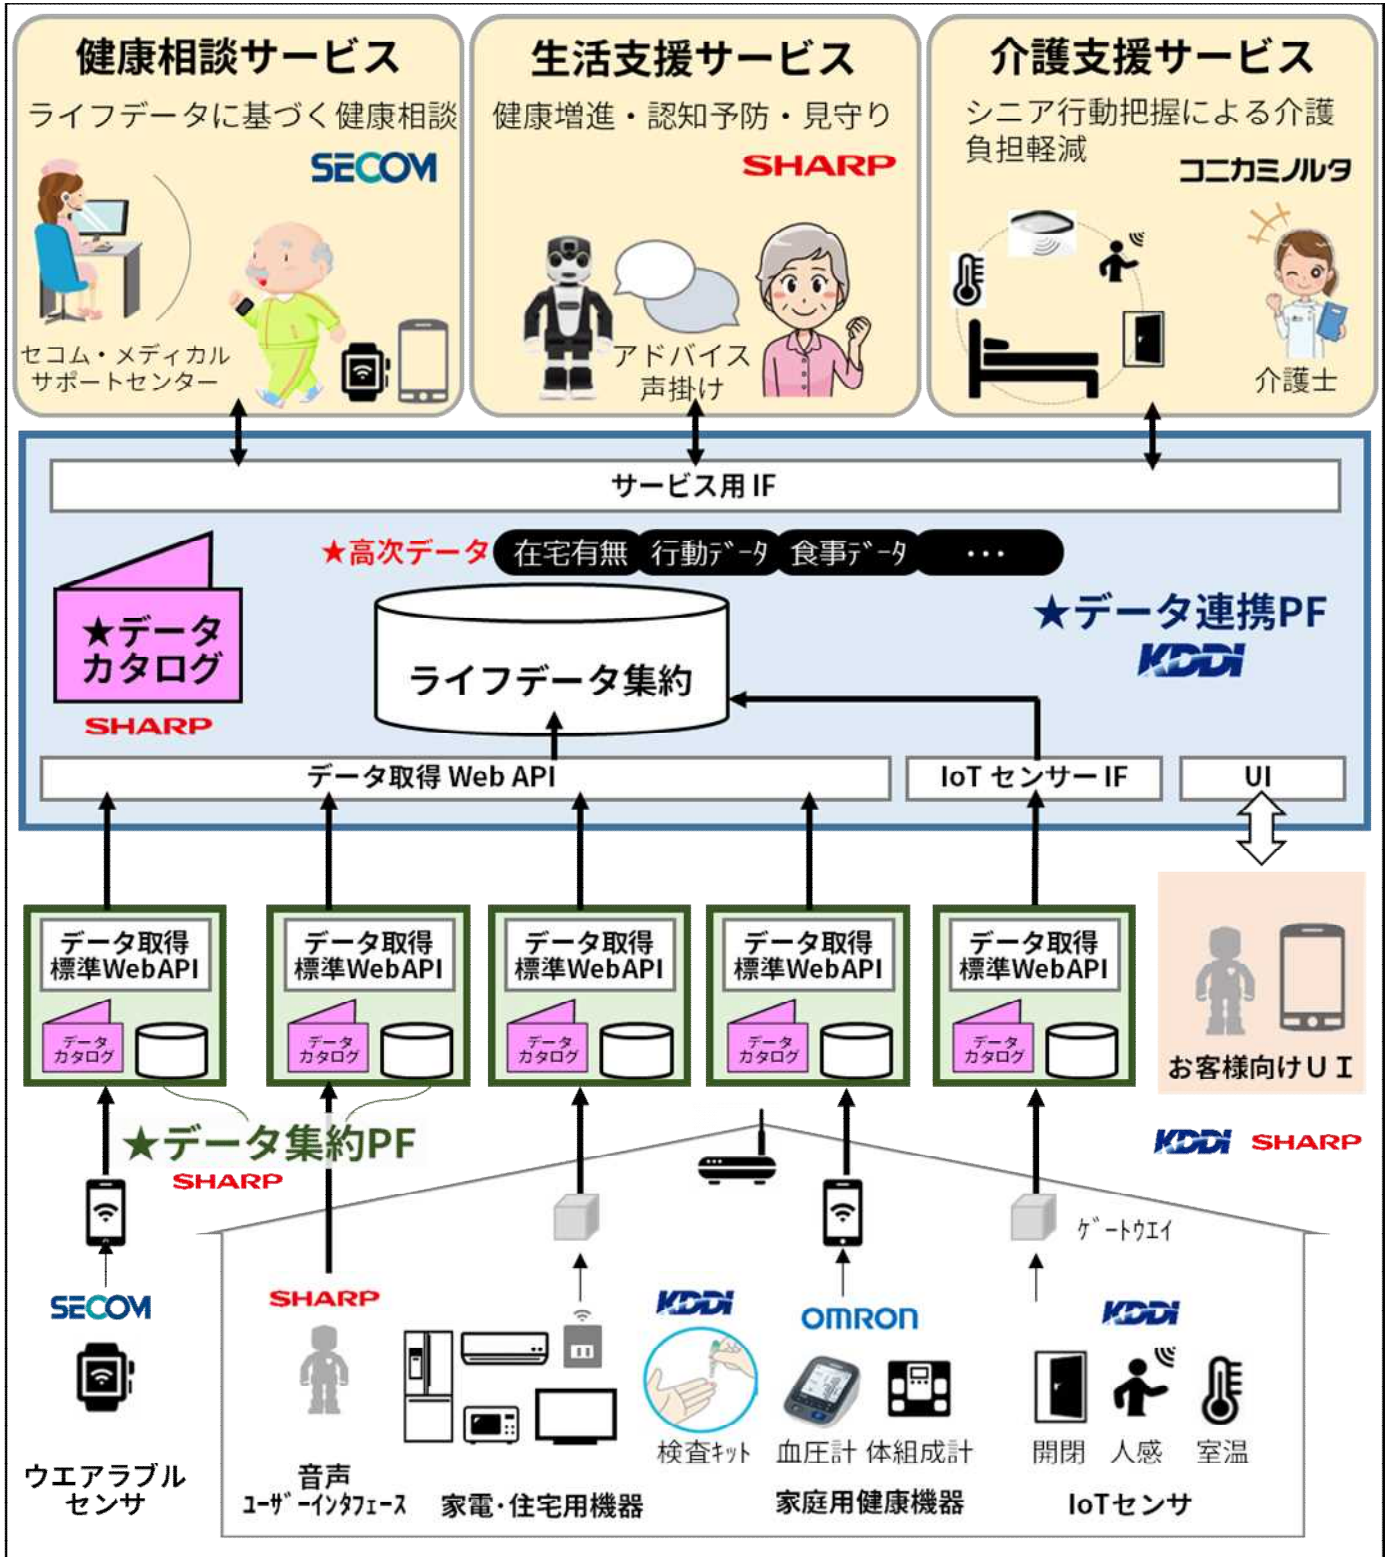 健康相談サービス
ライフデータに基づく健康相談
SECOM
セコム・メディカル
サポートセンター
生活支援サービス
健康増進・認知予防・見守り
SHARP
アドバイス
声掛け
介護支援サービス
シニア行動把握による介護
負担軽減
コニカミノルタ
介護士
サービス用 IF
★高次データ
在宅有無
行動ﾃﾞｰﾀ
食事ﾃﾞｰﾀ
・・・
★データ
カタログ
SHARP
ライフデータ集約
★データ連携PF
KDDI
データ取得 Web API
IoT センサー IF
UI
データ取得
標準WebAPI
データ
カタログ
データ取得
標準WebAPI
データ
カタログ
データ取得
標準WebAPI
データ
カタログ
データ取得
標準WebAPI
データ
カタログ
データ取得
標準WebAPI
データ
カタログ
お客様向けＵＩ
KDDI SHARP
★データ集約PF
SHARP
ｹﾞｰﾄｳｴｲ
SECOM
ウエアラブル
センサ
SHARP
音声
ﾕｰｻﾞｰｲﾝﾀﾌｪｰｽ
家電・住宅用機器
KDDI
検査ｷｯﾄ
OMRON
血圧計
体組成計
家庭用健康機器
KDDI
開閉
人感
室温
IoTセンサ